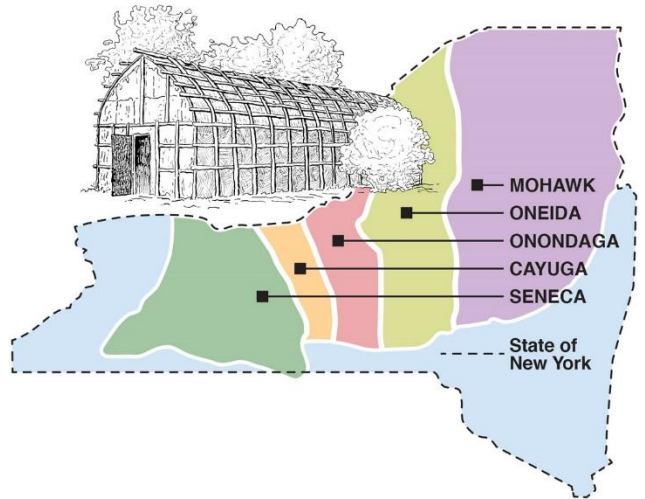 MOHAWK
ONEIDA
ONONDAGA
CAYUGA
SENECA
State of
New York